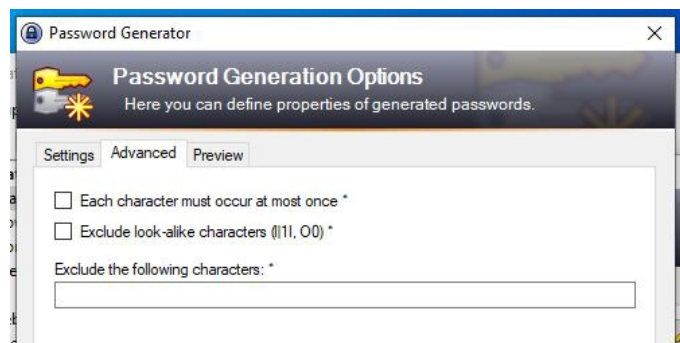 Password Generator
Password Generation Options
Here you can define properties of generated passwords.
Settings Advanced Preview
Each character must occur at most once *
Exclude look-alike characters (l|1I, O0) *
Exclude the following characters: *